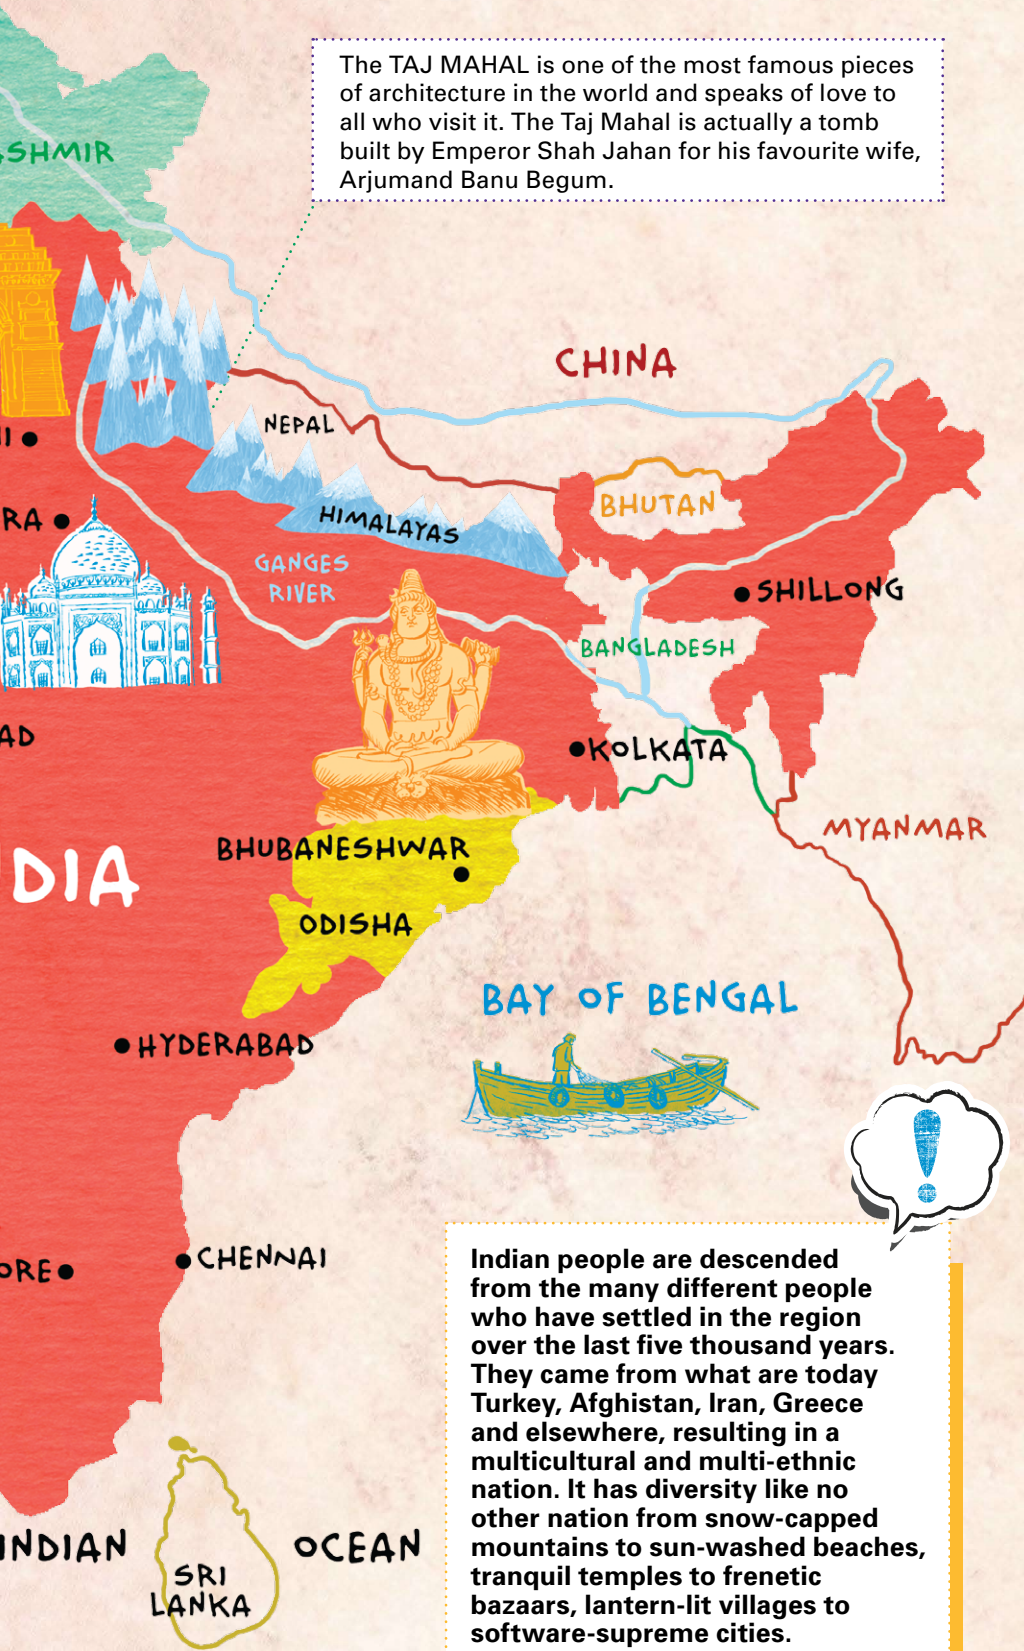 The TAJ MAHAL is one of the most famous pieces
of architecture in the world and speaks of love to
all who visit it. The Taj Mahal is actually a tomb
built by Emperor Shah Jahan for his favourite wife,
Arjumand Banu Begum.
ASHMIR
CHINA
NEPAL
I
BHUTAN
HIMALAYAS
RA
GANGES
RIVER
SHILLONG
BANGLADESH
AD
KOLKATA
MYANMAR
BHUBANESHWAR
DIA
ODISHA
BAY OF BENGAL
HYDERABAD
CHENNAI
ORE
Indian people are descended
from the many different people
who have settled in the region
over the last five thousand years.
They came from what are today
Turkey, Afghistan, Iran, Greece
and elsewhere, resulting in a
multicultural and multi-ethnic
nation. It has diversity like no
other nation from snow-capped
mountains to sun-washed beaches,
tranquil temples to frenetic
bazaars, lantern-lit villages to
software-supreme cities.
INDIAN OCEAN
SRI
LANKA